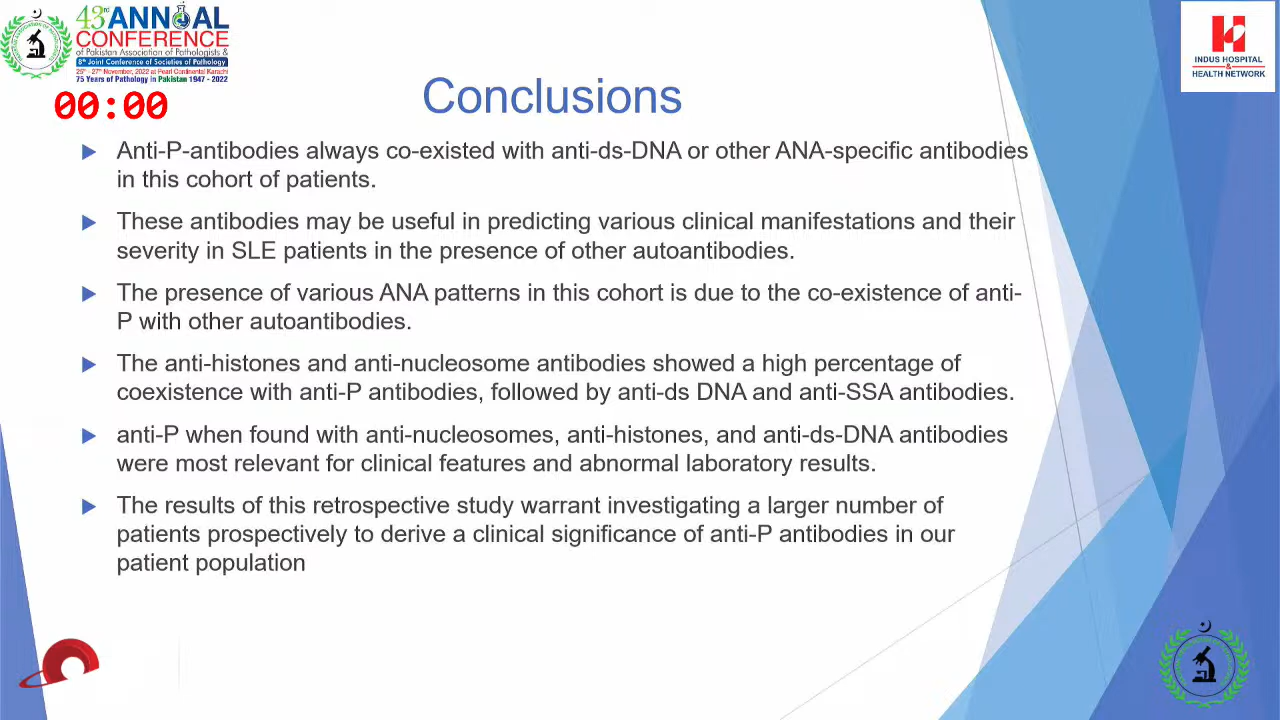 43rd ANNUAL
CONFERENCE
of Pakistan Association of Pathologists &
8th Joint Conference of Societies of Pathology
25th - 27th November, 2022 at Pearl Continental Karachi
75 Years of Pathology in Pakistan 1947 - 2022
INDUS HOSPITAL
&
HEALTH NETWORK
00:00
Conclusions
Anti-P-antibodies always co-existed with anti-ds-DNA or other ANA-specific antibodies
in this cohort of patients.
These antibodies may be useful in predicting various clinical manifestations and their
severity in SLE patients in the presence of other autoantibodies.
The presence of various ANA patterns in this cohort is due to the co-existence of anti-
P with other autoantibodies.
The anti-histones and anti-nucleosome antibodies showed a high percentage of
coexistence with anti-P antibodies, followed by anti-ds DNA and anti-SSA antibodies.
anti-P when found with anti-nucleosomes, anti-histones, and anti-ds-DNA antibodies
were most relevant for clinical features and abnormal laboratory results.
The results of this retrospective study warrant investigating a larger number of
patients prospectively to derive a clinical significance of anti-P antibodies in our
patient population